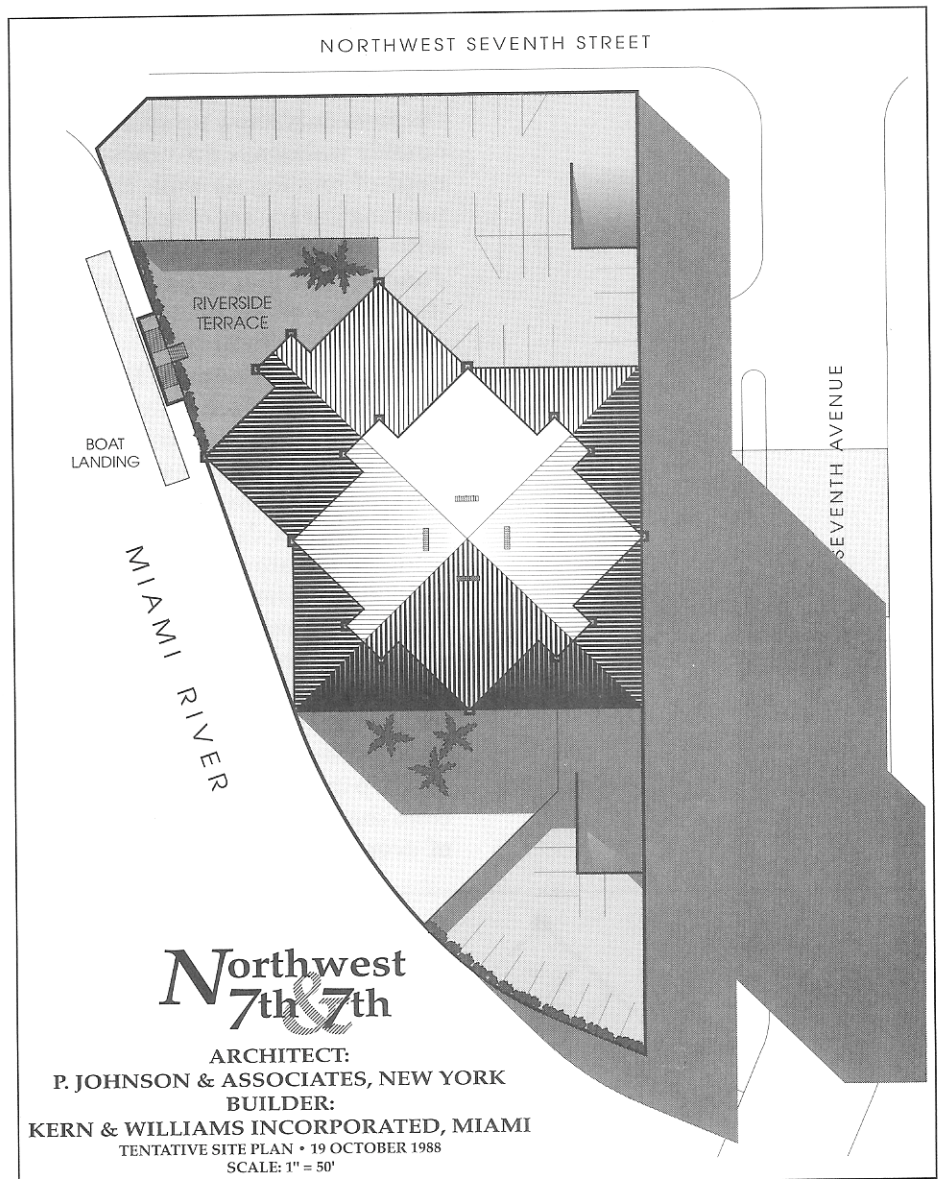 NORTHWEST SEVENTH STREET
RIVERSIDE
TERRACE
BOAT
LANDING
SEVENTH AVENUE
MIAMI RIVER
Northwest
7th & 7th
ARCHITECT:
P. JOHNSON & ASSOCIATES, NEW YORK
BUILDER:
KERN & WILLIAMS INCORPORATED, MIAMI
TENTATIVE SITE PLAN • 19 OCTOBER 1988
SCALE: 1" = 50'